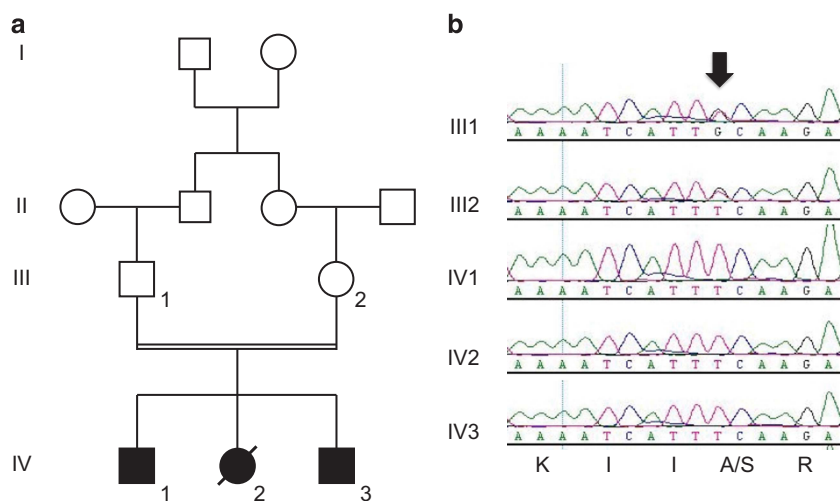 a
I
II
III
1
2
IV
1
2
3
b
III1
A A A A T C A T T G C A A G A
III2
A A A A T C A T T T C A A G A
IV1
A A A A T C A T T T C A A G A
IV2
A A A A T C A T T T C A A G A
IV3
A A A A T C A T T T C A A G A
K I I A/S R